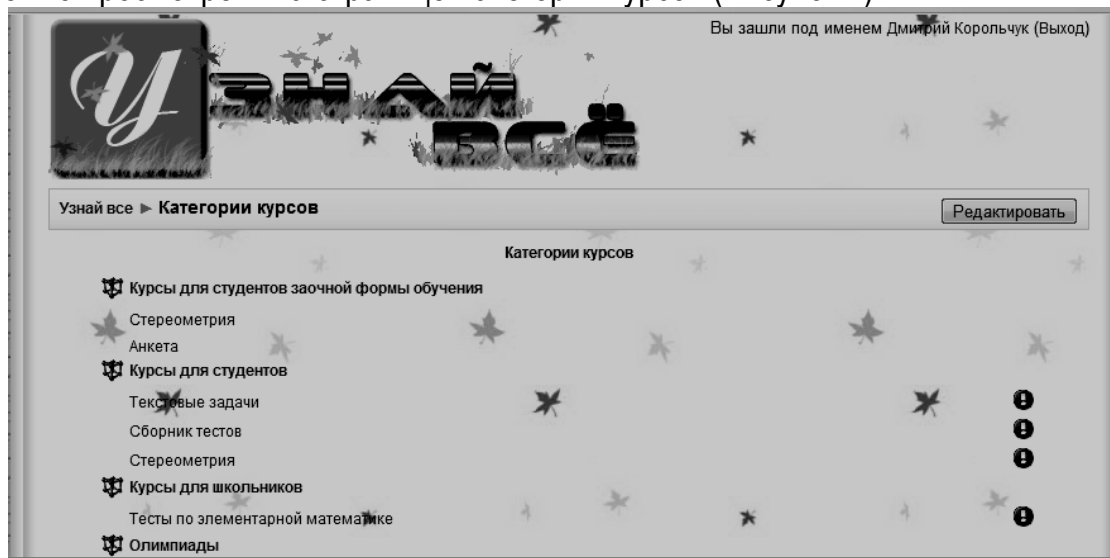 Вы зашли под именем Дмитрий Корольчук (Выход)
УЗНАЙ
ВСЁ
Узнай все ► Категории курсов
Редактировать
Категории курсов
Курсы для студентов заочной формы обучения
Стереометрия
Анкета
Курсы для студентов
Текстовые задачи
Сборник тестов
Стереометрия
Курсы для школьников
Тесты по элементарной математике
Олимпиады